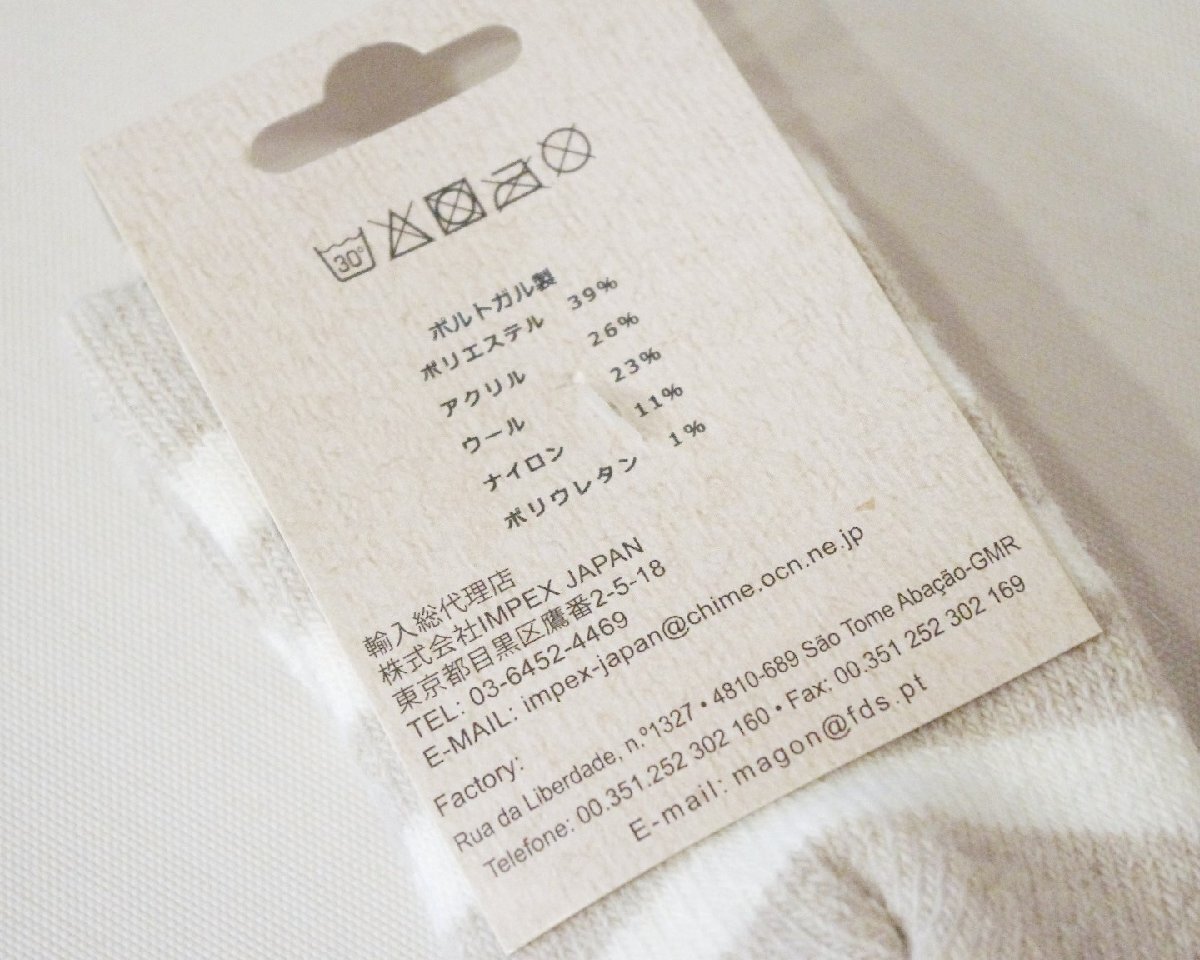 30°
ポルトガル製
ポリエステル 39%
アクリル 26%
ウール 23%
ナイロン 11%
ポリウレタン 1%
輸入総代理店
株式会社IMPEX JAPAN
東京都目黒区鷹番2-5-18
TEL: 03-6452-4469
E-MAIL: impex-japan@chime.ocn.ne.jp
Factory:
Rua da Liberdade, n.º1327 • 4810-689 São Tome Abação-GMR
Telefone: 00.351.252 302 160 • Fax: 00.351 252 302 169
E-mail: magon@fds.pt